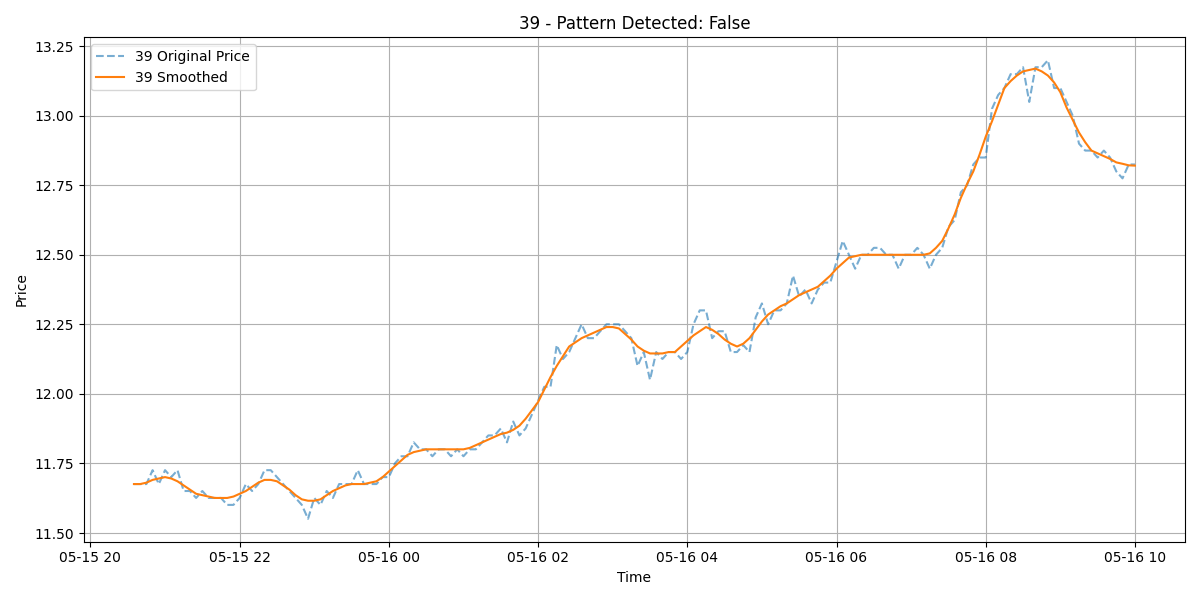 39 - Pattern Detected: False
39 Original Price
39 Smoothed
Price
13.25
13.00
12.75
12.50
12.25
12.00
11.75
11.50
05-15 20 05-15 22 05-16 00 05-16 02 05-16 04 05-16 06 05-16 08 05-16 10
Time